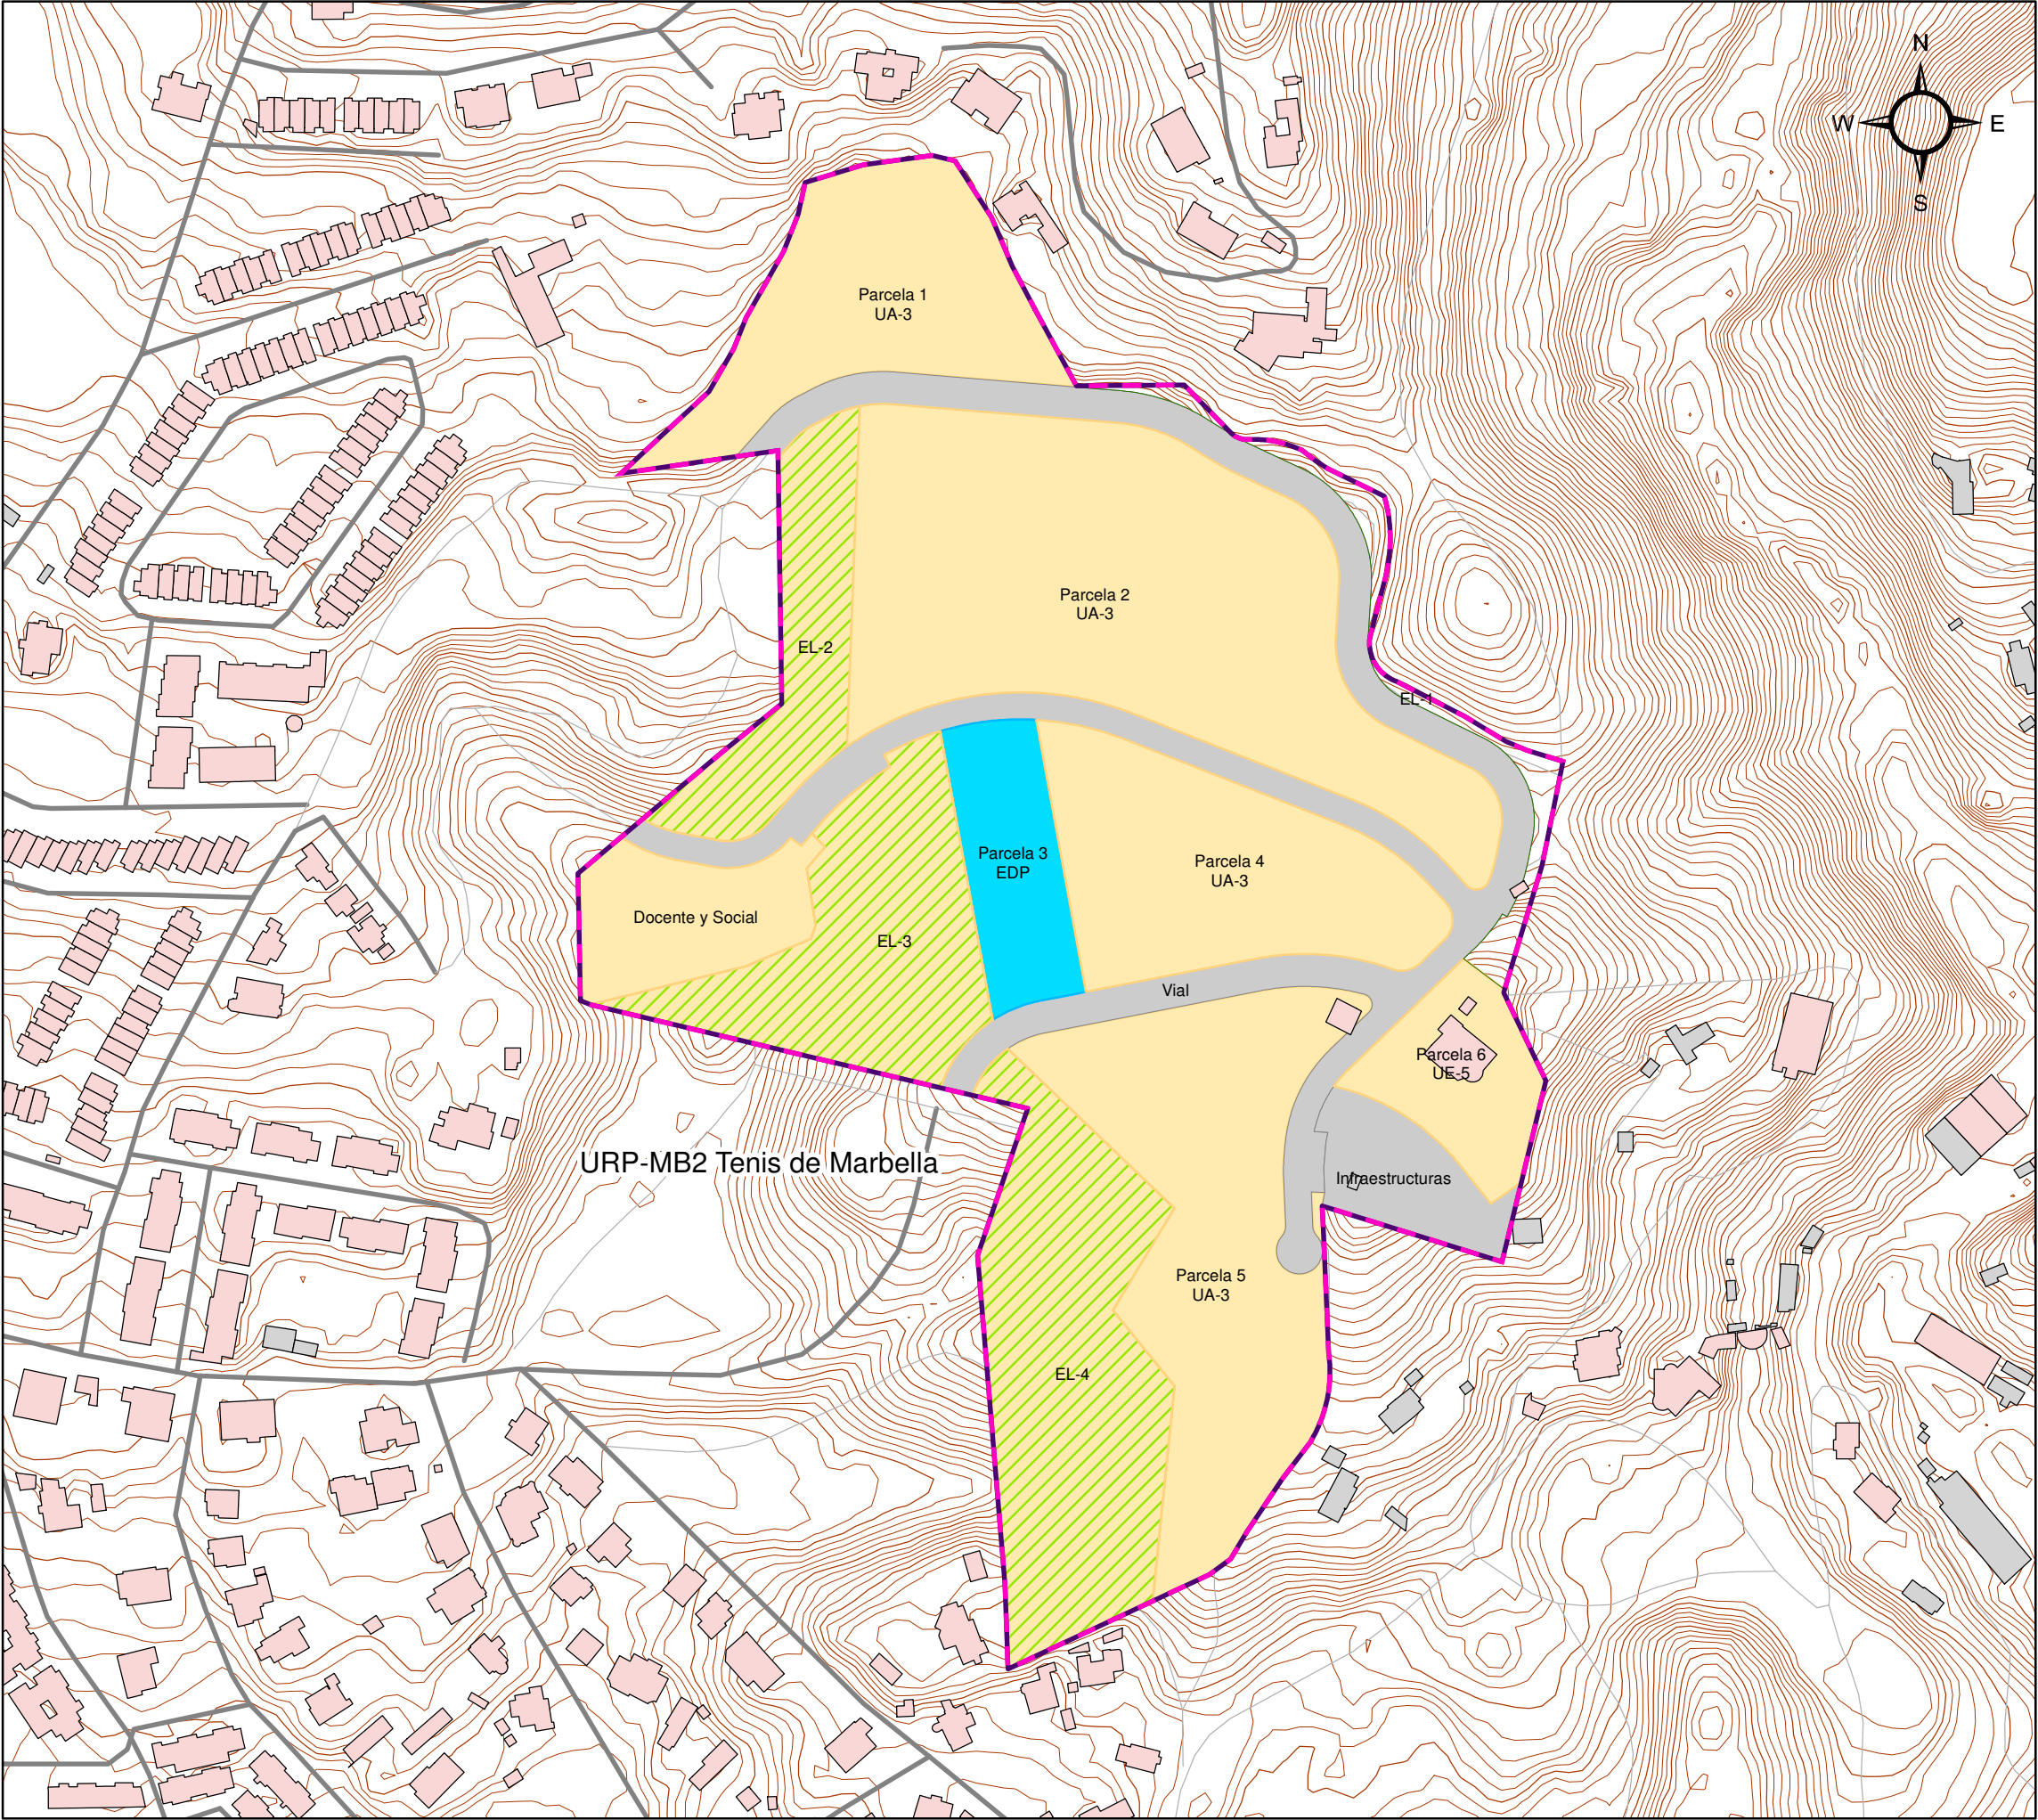 N
W E
S
Parcela 1
UA-3
Parcela 2
UA-3
EL-2
EL-1
Parcela 3
EDP
Parcela 4
UA-3
Docente y Social
EL-3
Vial
Parcela 6
UE-5
URP-MB2 Tenis de Marbella
Infraestructuras
Parcela 5
UA-3
EL-4